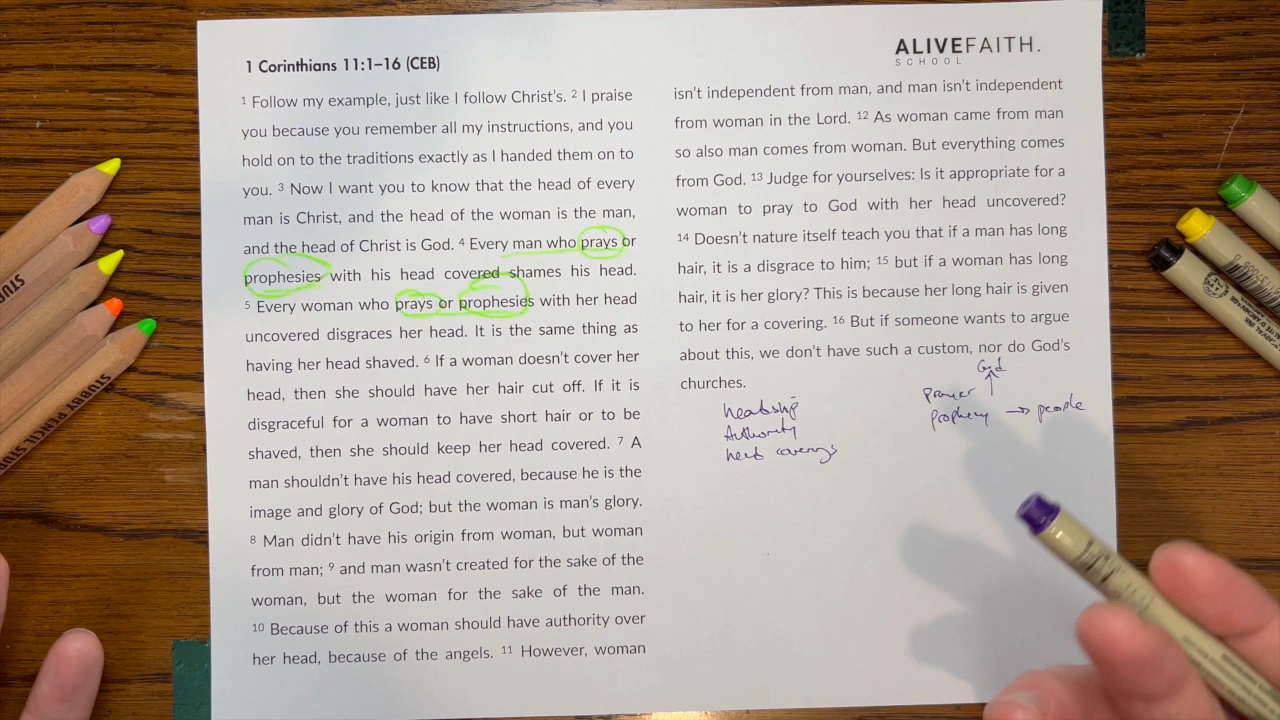 1 Corinthians 11:1–16 (CEB)
ALIVEFAITH.
SCHOOL
1 Follow my example, just like I follow Christ's. 2 I praise
you because you remember all my instructions, and you
hold on to the traditions exactly as I handed them on to
you. 3 Now I want you to know that the head of every
man is Christ, and the head of the woman is the man,
and the head of Christ is God. 4 Every man who prays or
prophesies with his head covered shames his head.
5 Every woman who prays or prophesies with her head
uncovered disgraces her head. It is the same thing as
having her head shaved. 6 If a woman doesn't cover her
head, then she should have her hair cut off. If it is
disgraceful for a woman to have short hair or to be
shaved, then she should keep her head covered. 7 A
man shouldn't have his head covered, because he is the
image and glory of God; but the woman is man's glory.
8 Man didn't have his origin from woman, but woman
from man; 9 and man wasn't created for the sake of the
woman, but the woman for the sake of the man.
10 Because of this a woman should have authority over
her head, because of the angels. 11 However, woman
isn't independent from man, and man isn't independent
from woman in the Lord. 12 As woman came from man
so also man comes from woman. But everything comes
from God. 13 Judge for yourselves: Is it appropriate for a
woman to pray to God with her head uncovered?
14 Doesn't nature itself teach you that if a man has long
hair, it is a disgrace to him; 15 but if a woman has long
hair, it is her glory? This is because her long hair is given
to her for a covering. 16 But if someone wants to argue
about this, we don't have such a custom, nor do God's
churches.
headship
Authority
head coverings
God
prayer
prophecy → people
STUBBY PENCIL STU